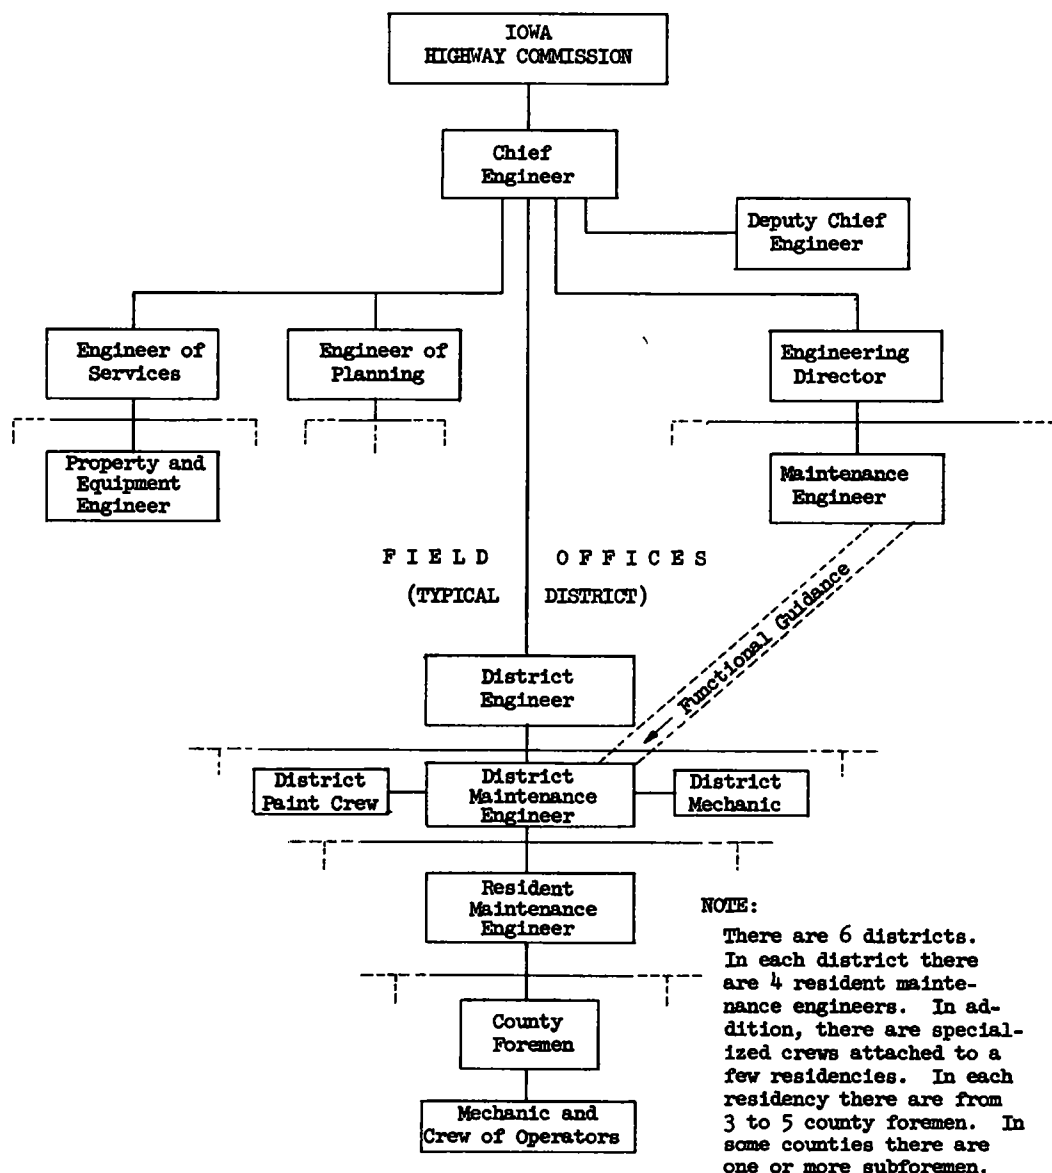 IOWA
HIGHWAY COMMISSION
Chief
Engineer
Deputy Chief
Engineer
Engineer of
Services
Engineer of
Planning
Engineering
Director
Property and
Equipment
Engineer
Maintenance
Engineer
FIELD OFFICES
(TYPICAL DISTRICT)
Functional Guidance
District
Engineer
District
Paint Crew
District
Maintenance
Engineer
District
Mechanic
Resident
Maintenance
Engineer
County
Foremen
Mechanic and
Crew of Operators
NOTE:
There are 6 districts.
In each district there
are 4 resident mainte-
nance engineers. In ad-
dition, there are special-
ized crews attached to a
few residencies. In each
residency there are from
3 to 5 county foremen. In
some counties there are
one or more subforemen.